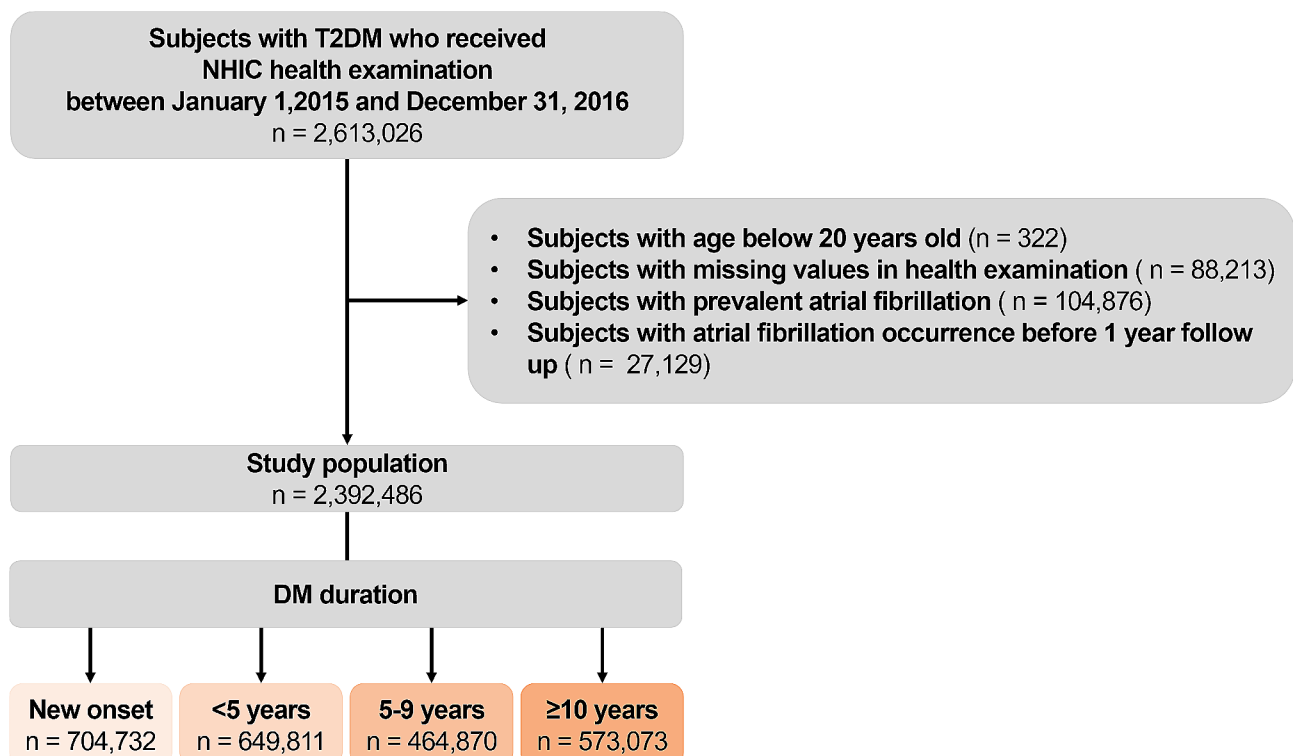 Subjects with T2DM who received
NHIC health examination
between January 1,2015 and December 31, 2016
n = 2,613,026
• Subjects with age below 20 years old (n = 322)
• Subjects with missing values in health examination ( n = 88,213)
• Subjects with prevalent atrial fibrillation ( n = 104,876)
• Subjects with atrial fibrillation occurrence before 1 year follow
up ( n =  27,129)
Study population
n = 2,392,486
DM duration
New onset
n = 704,732
<5 years
n = 649,811
5-9 years
n = 464,870
≥10 years
n = 573,073